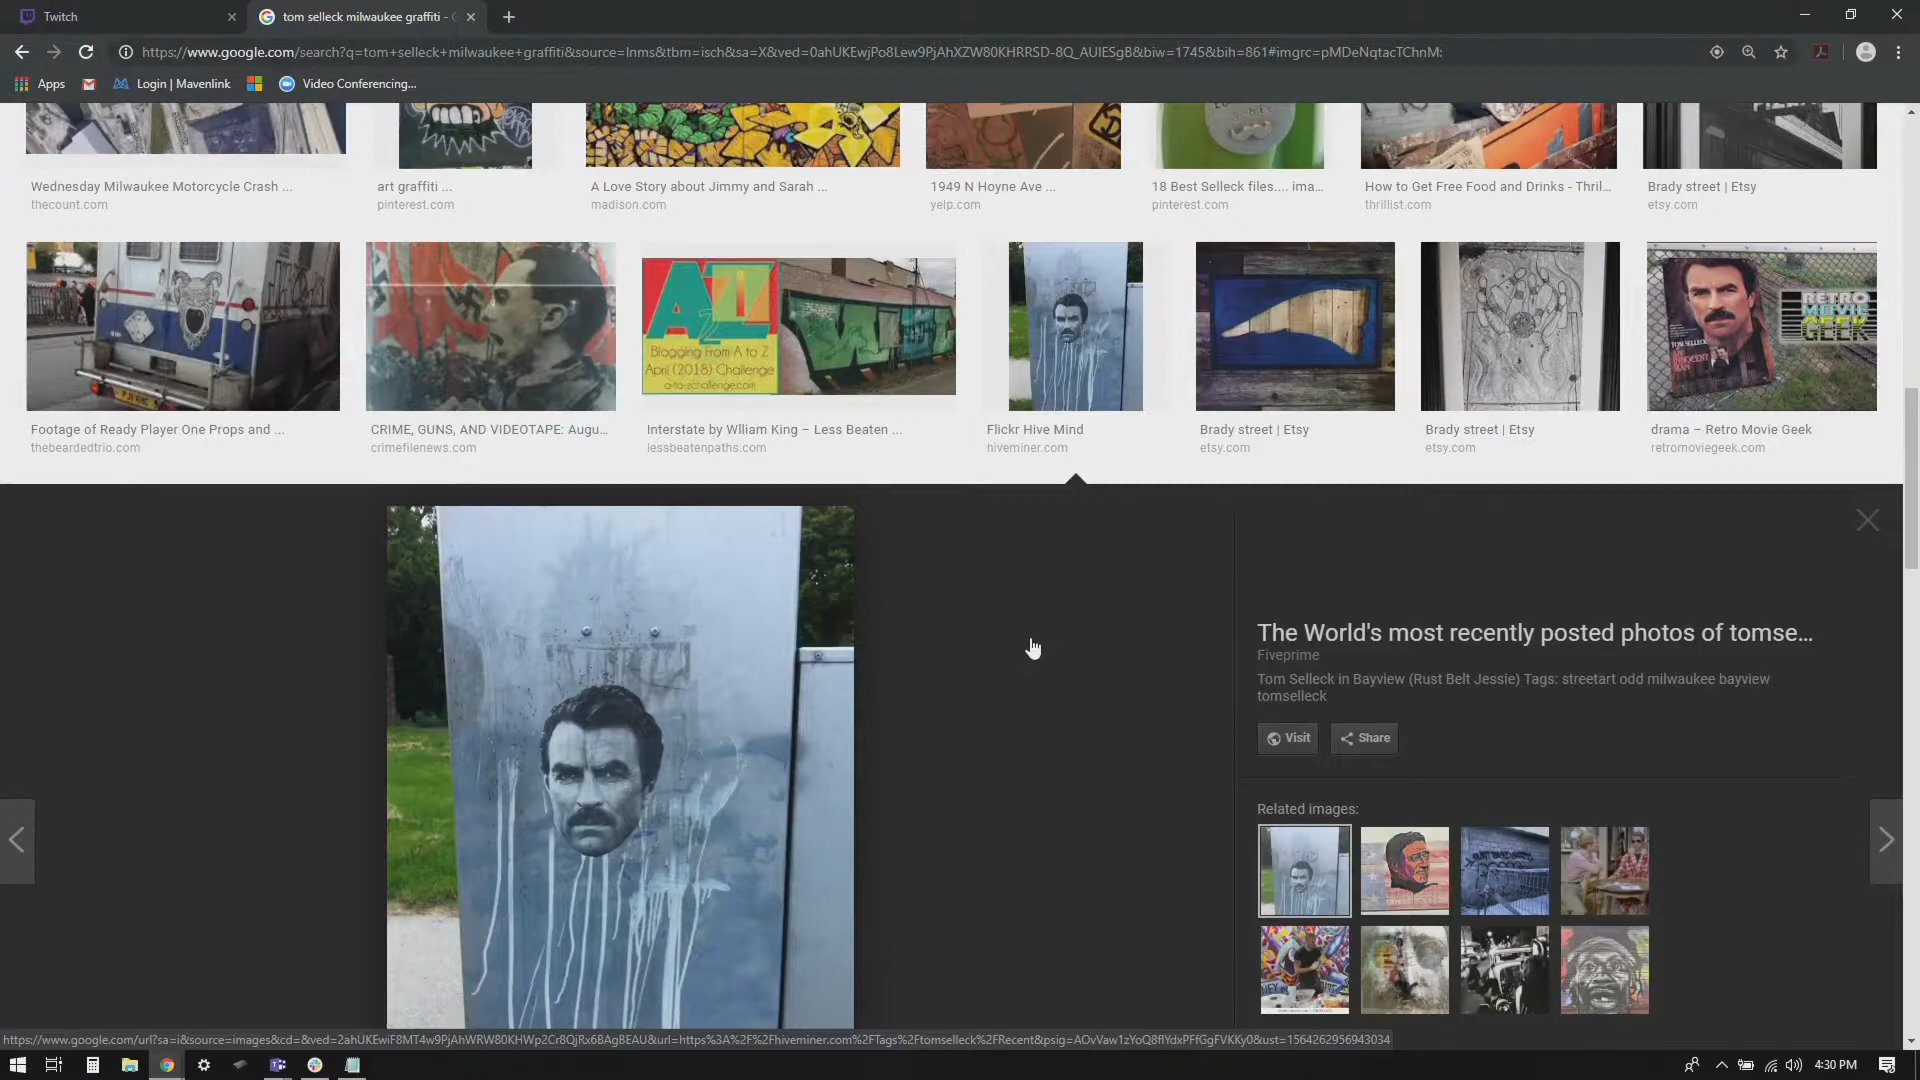 Twitch
tom selleck milwaukee graffiti - G
https://www.google.com/search?q=tom+selleck+milwaukee+graffiti&source=lnms&tbm=isch&sa=X&ved=0ahUKEwjPo8Lew9PjAhXZW80KHRRSD-8Q_AUIESgB&biw=1745&bih=861#imgrc=pMDeNqtacTChnM:
Apps
Login | Mavenlink
Video Conferencing...
Wednesday Milwaukee Motorcycle Crash ...
thecount.com
art graffiti ...
pinterest.com
A Love Story about Jimmy and Sarah ...
madison.com
1949 N Hoyne Ave ...
yelp.com
18 Best Selleck files.... ima...
pinterest.com
How to Get Free Food and Drinks - Thril...
thrillist.com
Brady street | Etsy
etsy.com
A Z
Blogging From A to Z
April (2018) Challenge
a-to-zchallenge.com
TOM SELLECK
RETRO
MOVIE
GEEK
Footage of Ready Player One Props and ...
thebeardedtrio.com
CRIME, GUNS, AND VIDEOTAPE: Augu...
crimefilenews.com
Interstate by Wlliam King – Less Beaten ...
lessbeatenpaths.com
Flickr Hive Mind
hiveminer.com
Brady street | Etsy
etsy.com
Brady street | Etsy
etsy.com
drama – Retro Movie Geek
retromoviegeek.com
The World's most recently posted photos of tomse...
Fiveprime
Tom Selleck in Bayview (Rust Belt Jessie) Tags: streetart odd milwaukee bayview
tomselleck
Visit
Share
Related images:
https://www.google.com/url?sa=i&source=images&cd=&ved=2ahUKEwiF8MT4w9PjAhWRW80KHWp2Cr8QjRx6BAgBEAU&url=https%3A%2F%2Fhiveminer.com%2FTags%2Ftomselleck%2FRecent&psig=AOvVaw1zYoQ8flYdxPFfGgFVKKy0&ust=1564262956943034
4:30 PM